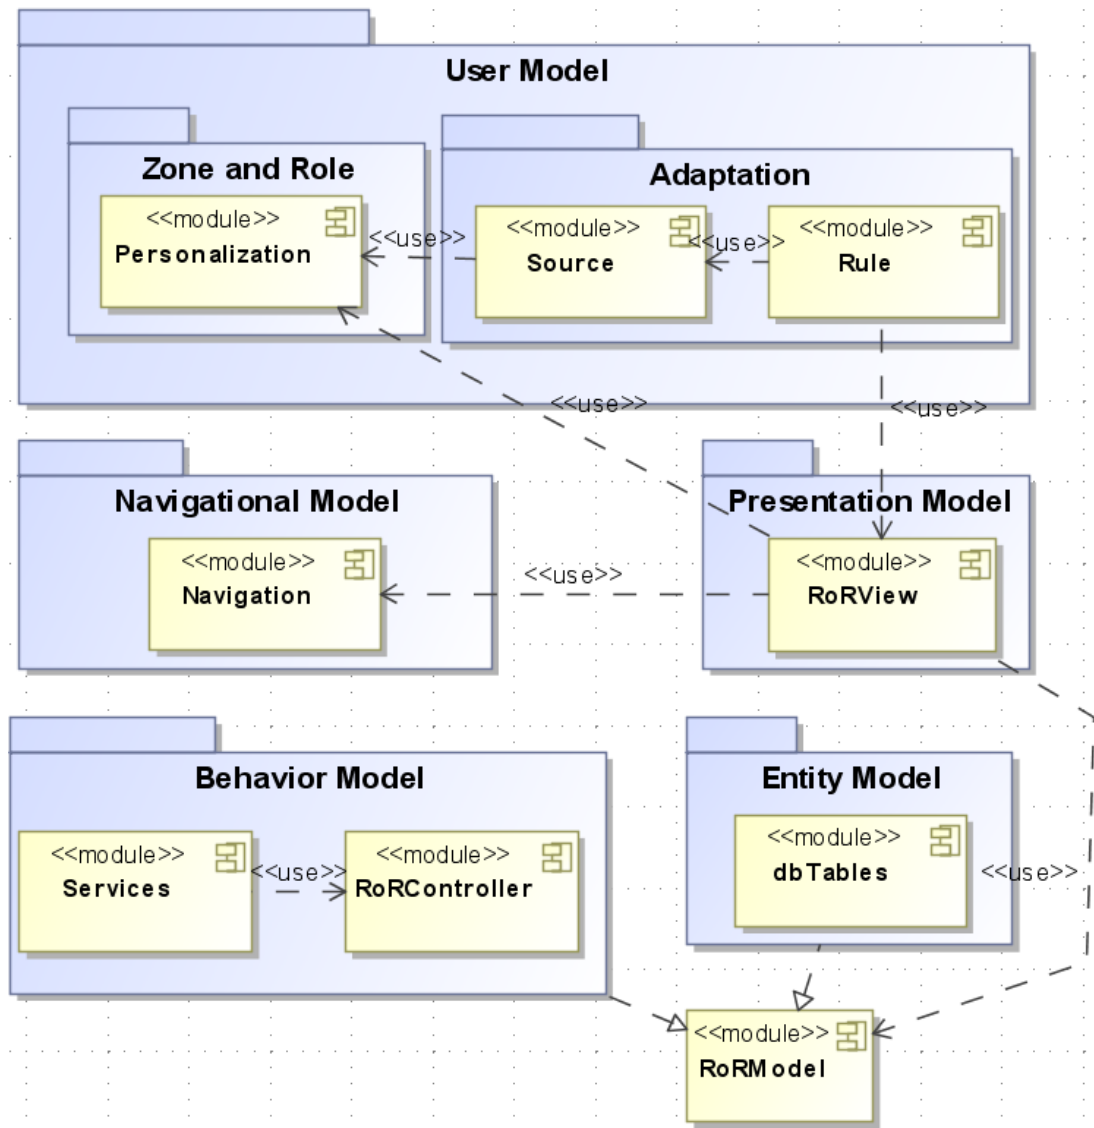 User Model
Zone and Role
Adaptation
<<module>>
Personalization
<<use>>
<<module>>
Source
<<use>>
<<module>>
Rule
<<use>>
<<use>>
Navigational Model
<<module>>
Navigation
<<use>>
Presentation Model
<<module>>
RoRView
Behavior Model
<<module>>
Services
<<use>>
<<module>>
RoRController
Entity Model
<<module>>
dbTables
<<use>>
<<module>>
RoRModel